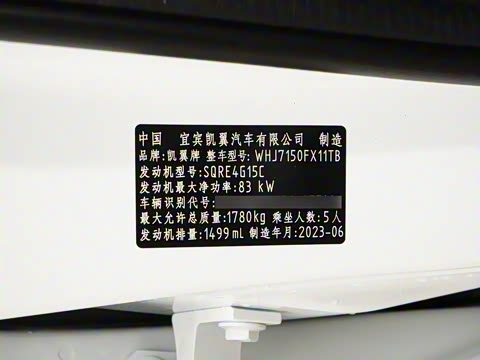 中国 宜宾凯翼汽车有限公司 制造
品牌:凯翼牌 整车型号:WHJ7150FX11TB
发动机型号:SQRE4G15C
发动机最大净功率:83 kW
车辆识别代号:
最大允许总质量:1780kg 乘坐人数:5人
发动机排量:1499mL 制造年月:2023-06